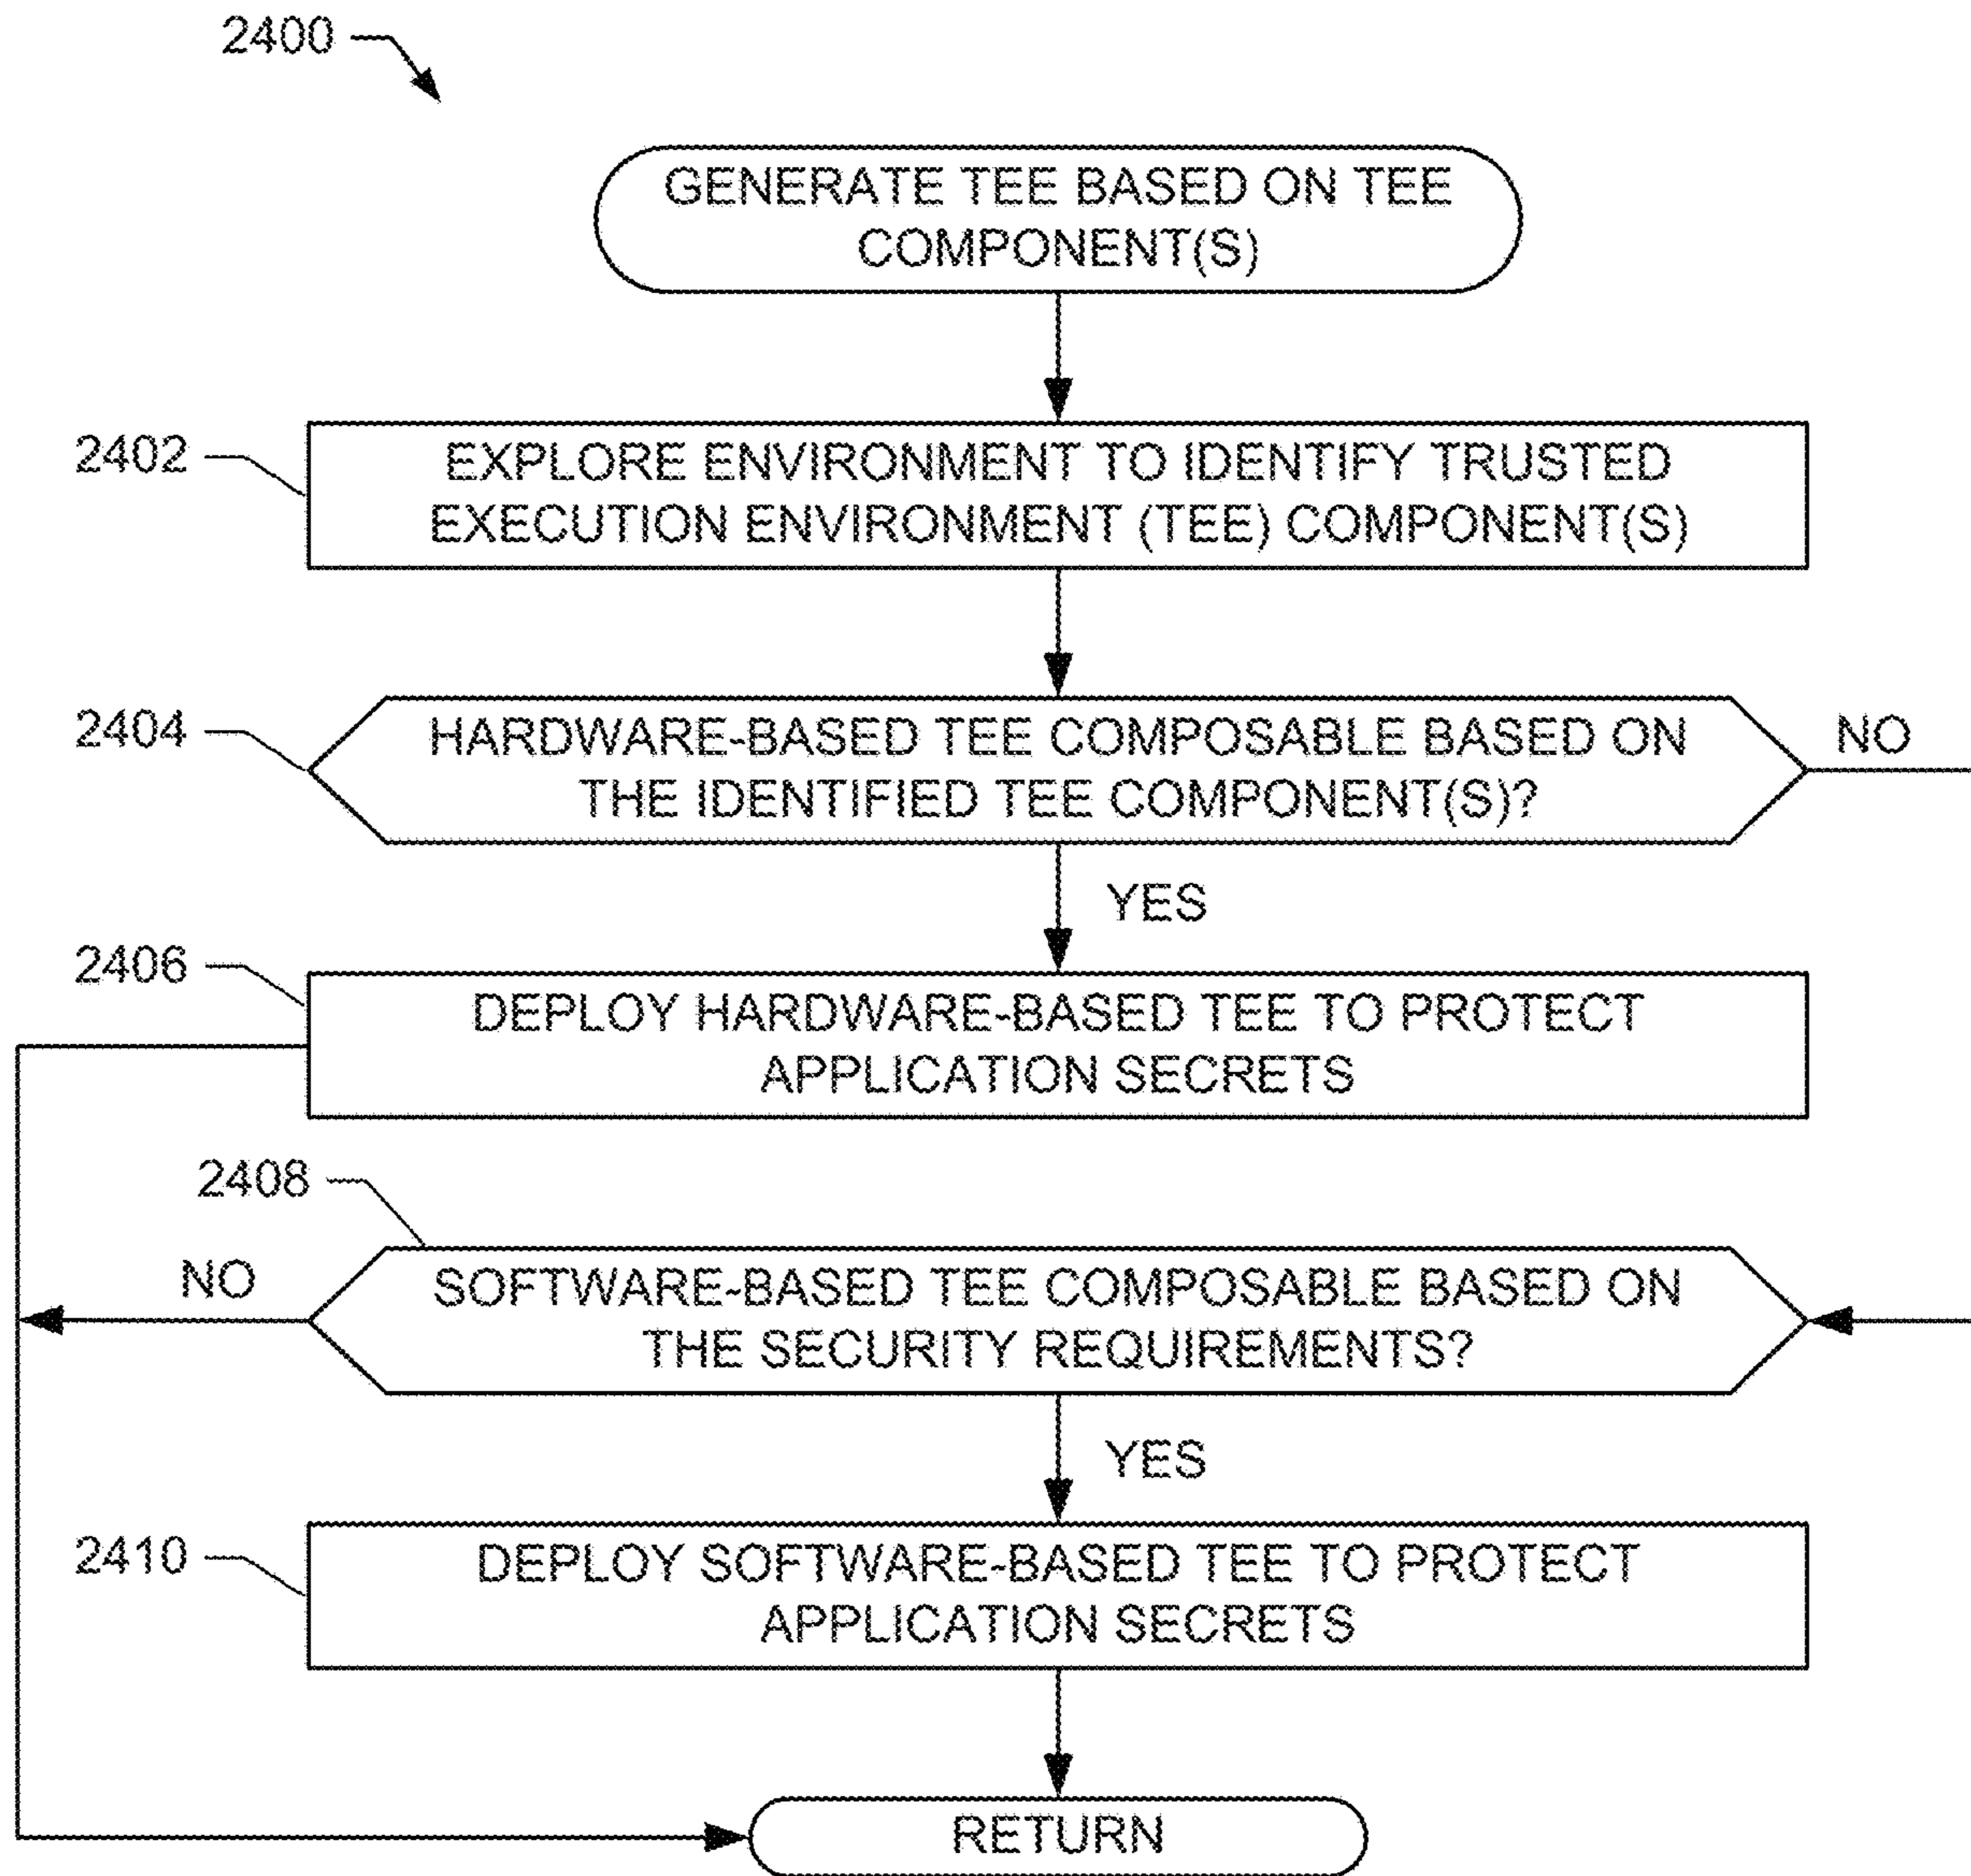 2400
GENERATE TEE BASED ON TEE
COMPONENT(S)
2402
EXPLORE ENVIRONMENT TO IDENTIFY TRUSTED
EXECUTION ENVIRONMENT (TEE) COMPONENT(S)
2404
HARDWARE-BASED TEE COMPOSABLE BASED ON
THE IDENTIFIED TEE COMPONENT(S)?
NO
YES
2406
DEPLOY HARDWARE-BASED TEE TO PROTECT
APPLICATION SECRETS
2408
NO
SOFTWARE-BASED TEE COMPOSABLE BASED ON
THE SECURITY REQUIREMENTS?
YES
2410
DEPLOY SOFTWARE-BASED TEE TO PROTECT
APPLICATION SECRETS
RETURN